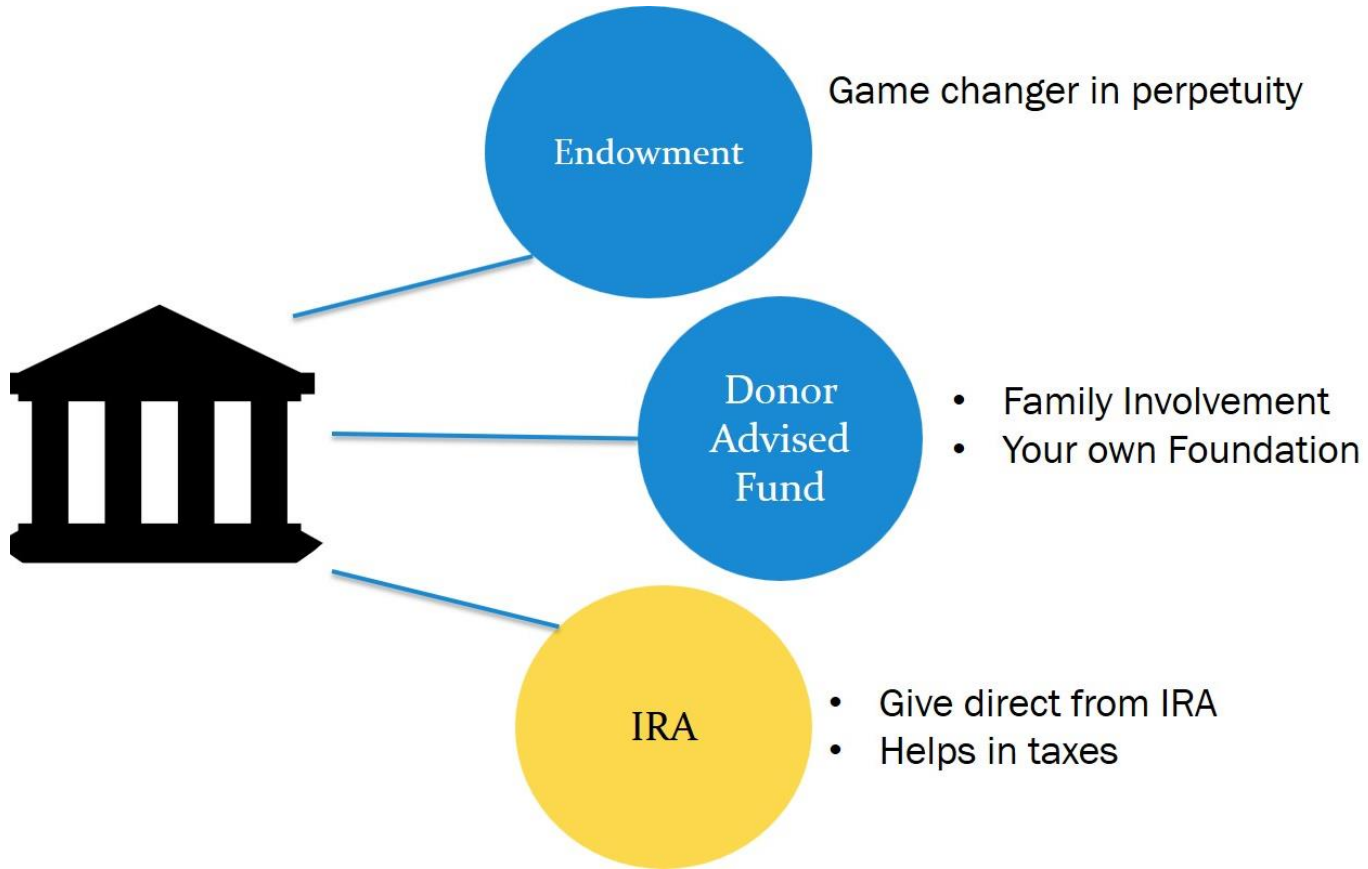 Endowment
Game changer in perpetuity
Donor
Advised
Fund
• Family Involvement
• Your own Foundation
IRA
• Give direct from IRA
• Helps in taxes